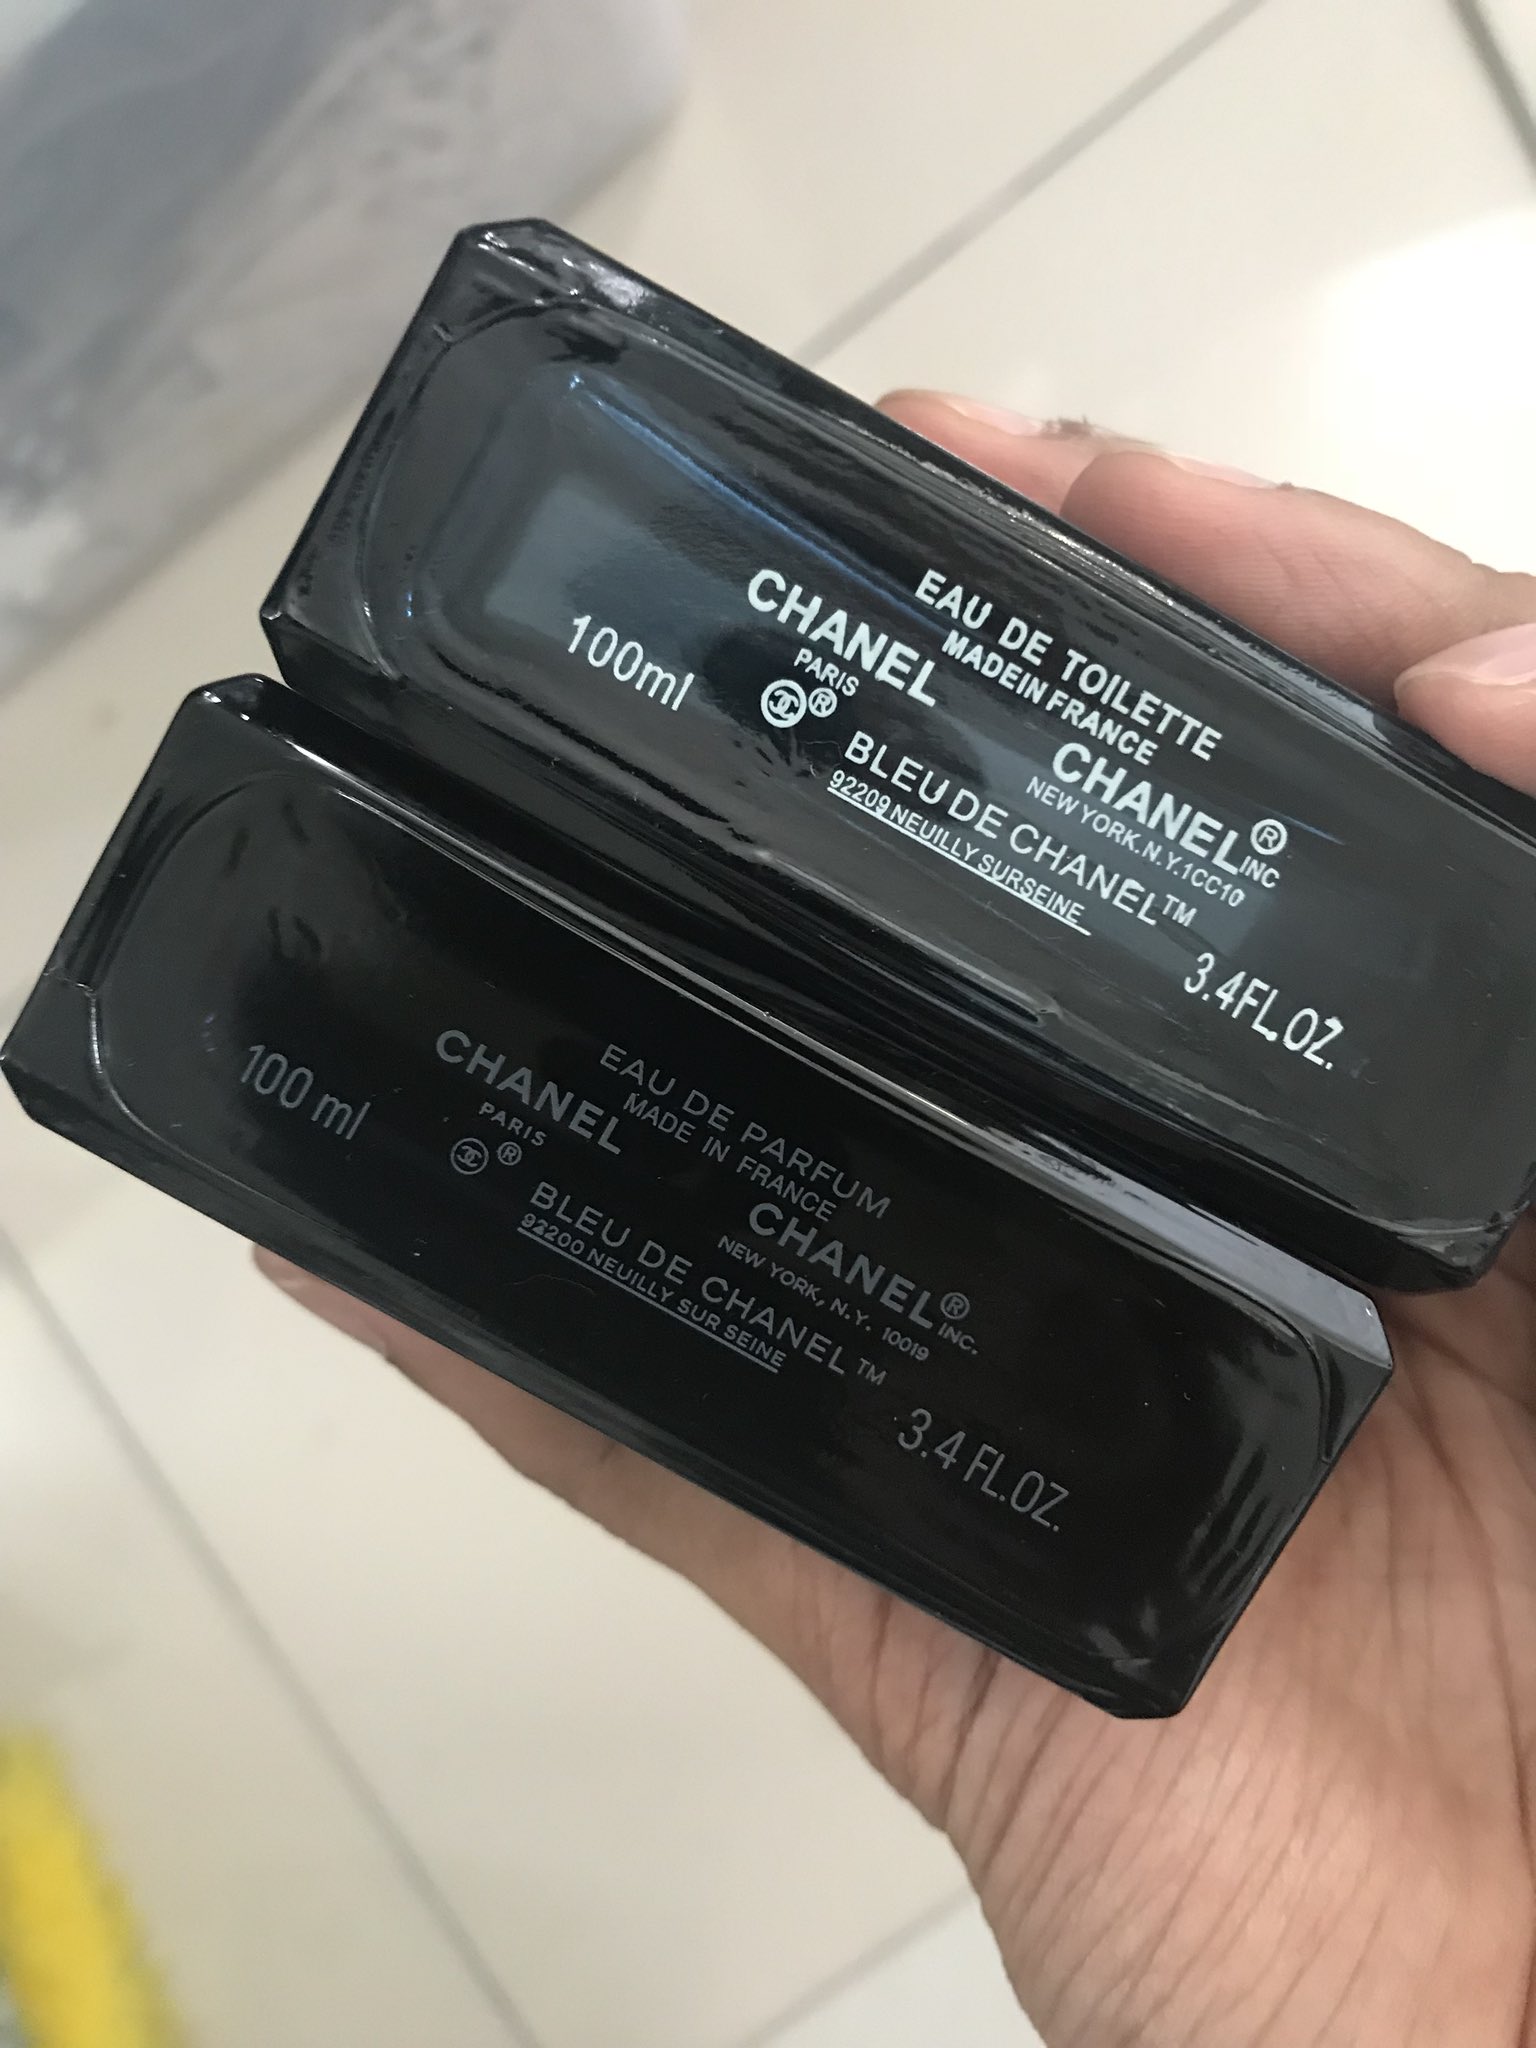 EAU DE TOILETTE
MADEIN FRANCE
CHANEL
PARIS
®
100ml
CHANEL®
INC
NEW YORK.N.Y.1CC10
BLEU DE CHANEL™
92209 NEUILLY SURSEINE
3.4FL.OZ.
EAU DE PARFUM
MADE IN FRANCE
CHANEL
PARIS
®
100 ml
CHANEL®
INC.
NEW YORK, N.Y. 10019
BLEU DE CHANEL™
92200 NEUILLY SUR SEINE
3.4 FL.OZ.